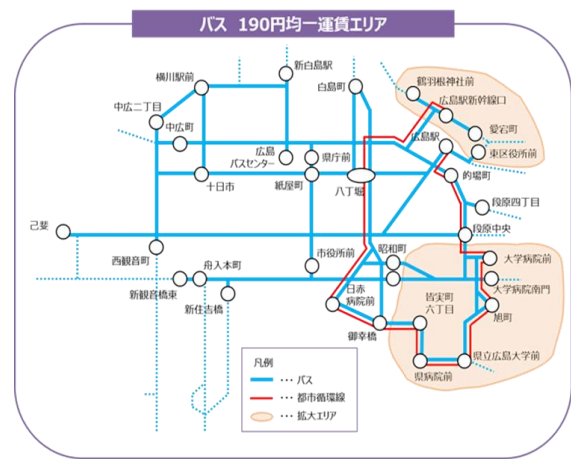 バス 190円均一運賃エリア
新白島駅
横川駅前
白島町
鶴羽根神社前
広島駅新幹線口
中広二丁目
中広町
広島駅
愛宕町
広島
バスセンター
県庁前
東区役所前
十日市
紙屋町
八丁堀
的場町
段原四丁目
己斐
段原中央
西観音町
市役所前
昭和町
大学病院前
舟入本町
新観音橋東
日赤
病院前
皆実町
六丁目
大学病院南門
新住吉橋
旭町
御幸橋
県立広島大学前
県病院前
凡例
・・・バス
・・・都市循環線
・・・拡大エリア